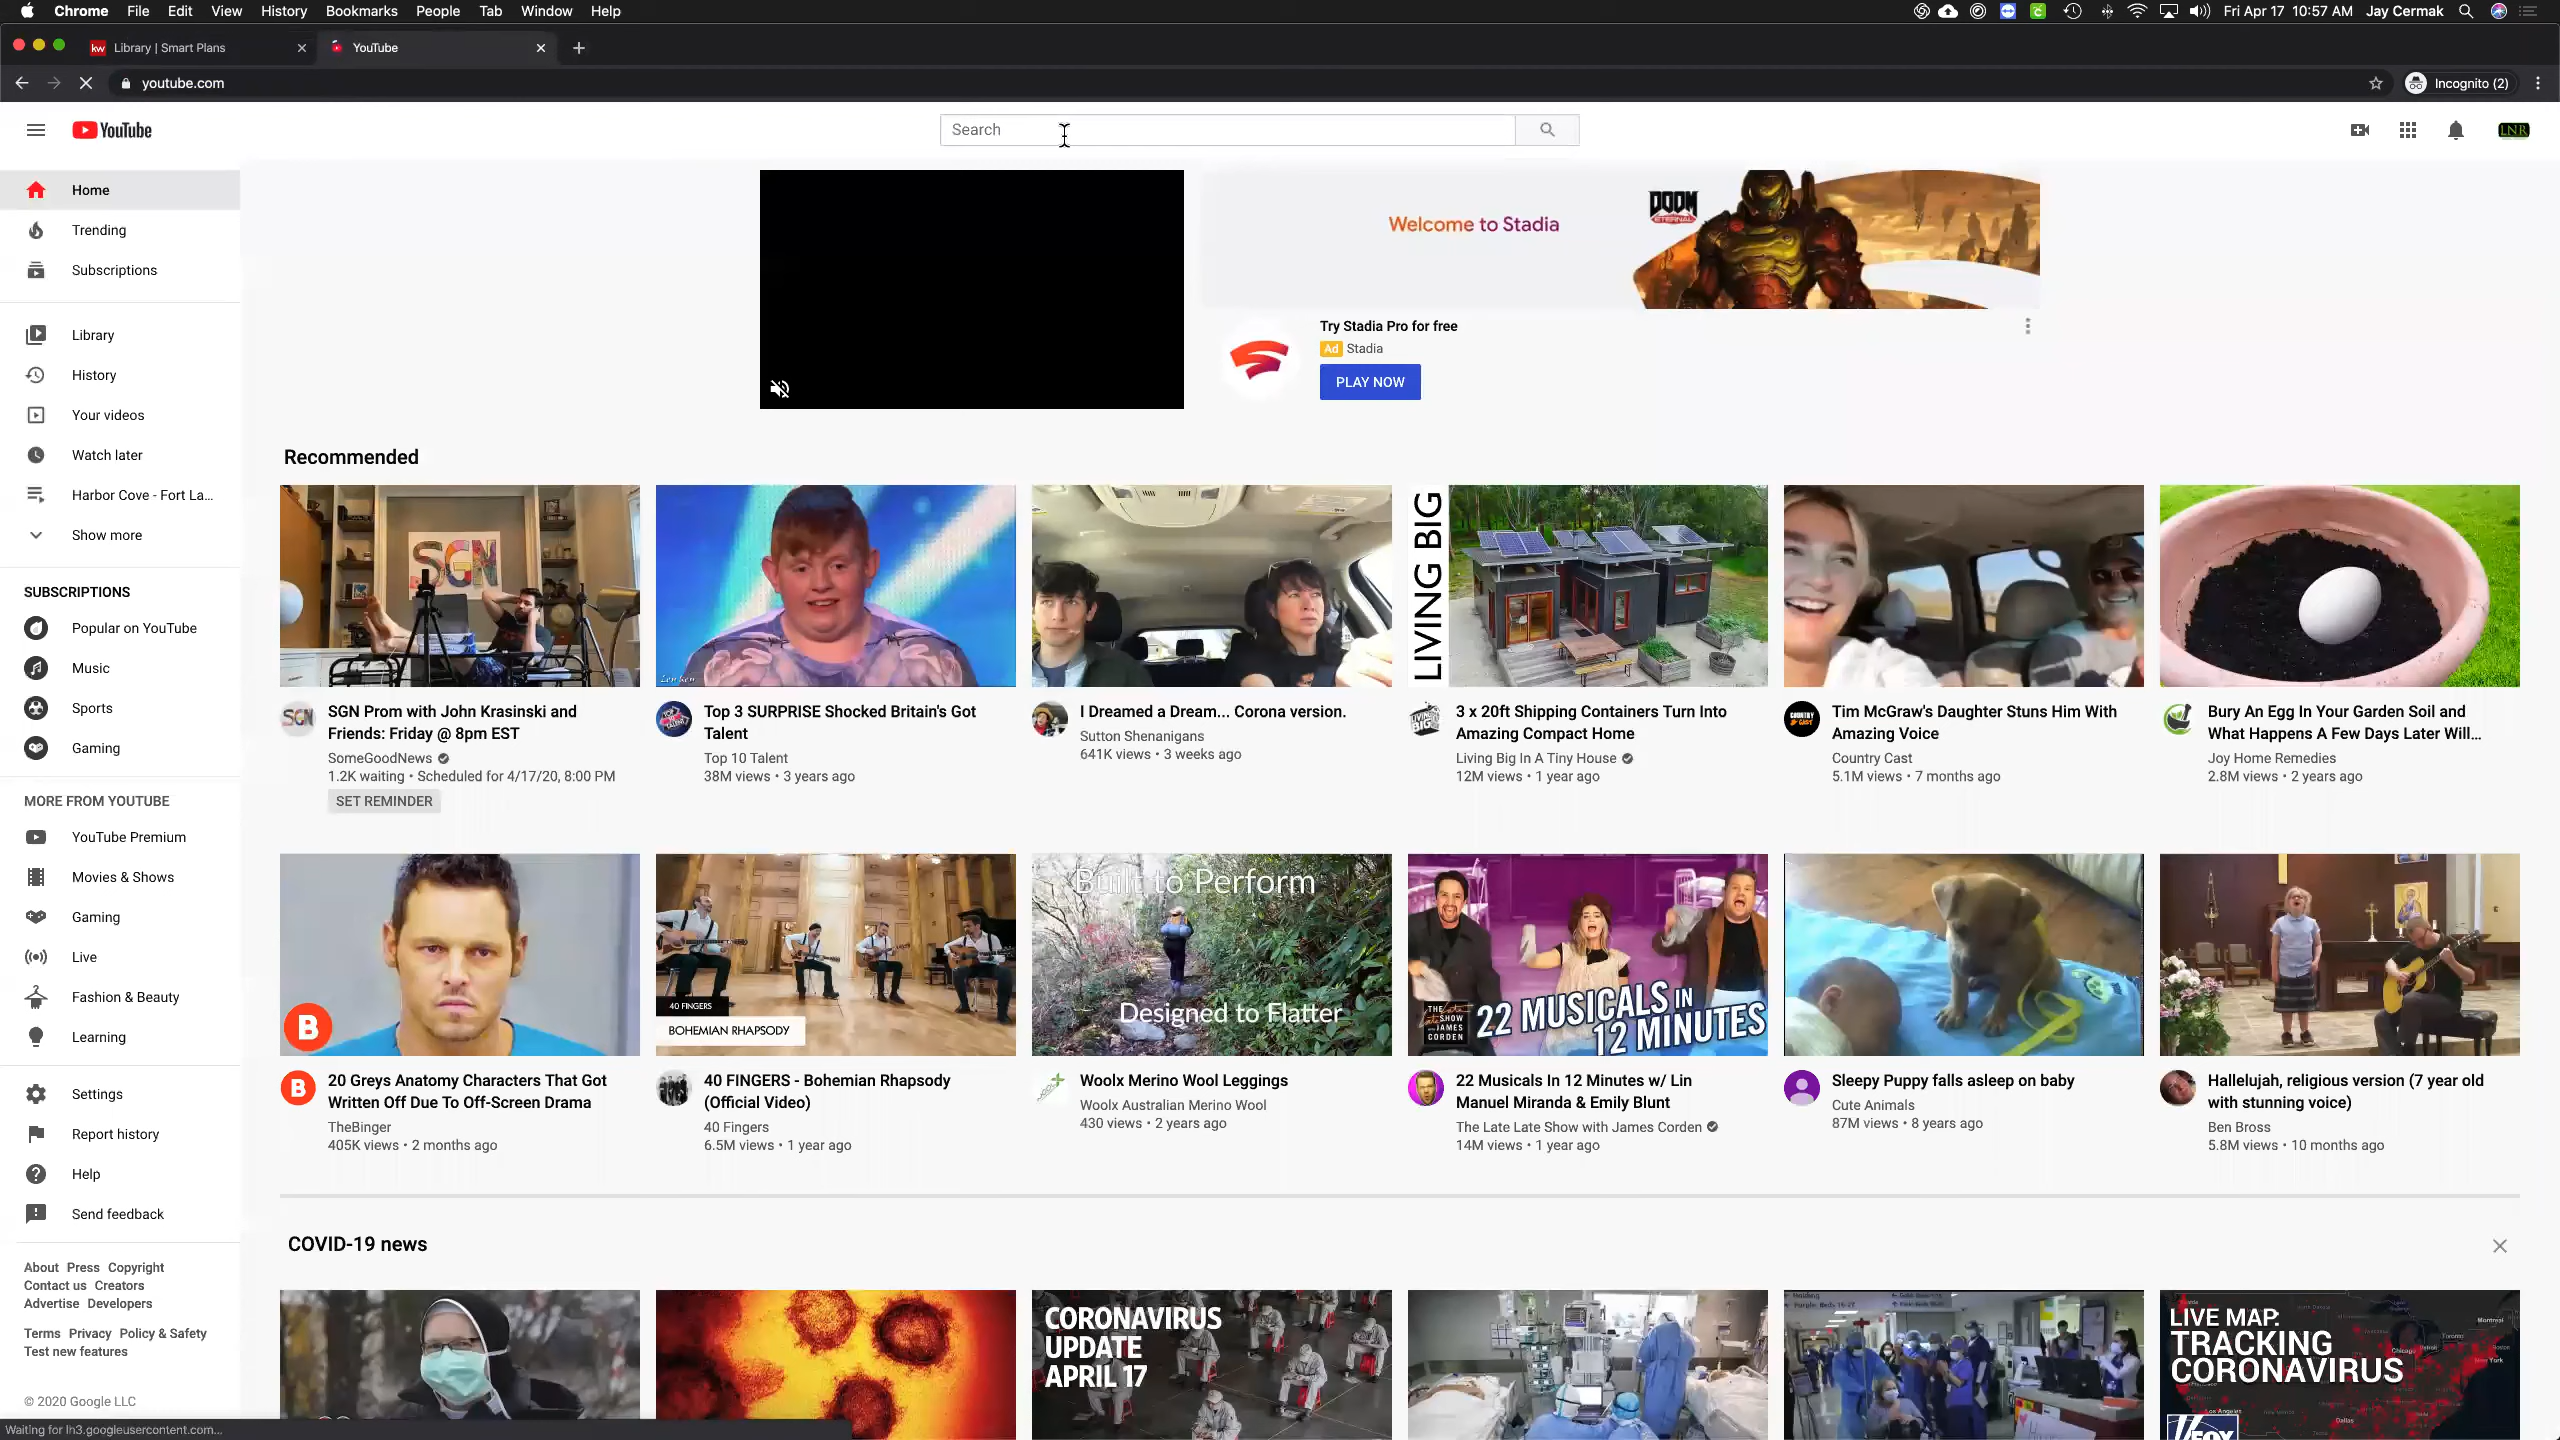 Chrome File Edit View History Bookmarks People Tab Window Help
Fri Apr 17 10:57 AM Jay Cermak
kw Library | Smart Plans
YouTube
youtube.com
Incognito (2)
YouTube
Search
LNR
Home
Trending
Subscriptions
Library
History
Your videos
Watch later
Harbor Cove - Fort La...
Show more
SUBSCRIPTIONS
Popular on YouTube
Music
Sports
Gaming
MORE FROM YOUTUBE
YouTube Premium
Movies & Shows
Gaming
Live
Fashion & Beauty
Learning
Settings
Report history
Help
Send feedback
About Press Copyright
Contact us Creators
Advertise Developers
Terms Privacy Policy & Safety
Test new features
© 2020 Google LLC
Waiting for lh3.googleusercontent.com...
Welcome to Stadia
DOOM
ETERNAL
Try Stadia Pro for free
Ad Stadia
PLAY NOW
Recommended
SGN
LIVING BIG
SGN Prom with John Krasinski and
Friends: Friday @ 8pm EST
SomeGoodNews
1.2K waiting • Scheduled for 4/17/20, 8:00 PM
SET REMINDER
Top 3 SURPRISE Shocked Britain's Got
Talent
Top 10 Talent
38M views • 3 years ago
I Dreamed a Dream... Corona version.
Sutton Shenanigans
641K views • 3 weeks ago
3 x 20ft Shipping Containers Turn Into
Amazing Compact Home
Living Big In A Tiny House
12M views • 1 year ago
Tim McGraw's Daughter Stuns Him With
Amazing Voice
Country Cast
5.1M views • 7 months ago
Bury An Egg In Your Garden Soil and
What Happens A Few Days Later Will...
Joy Home Remedies
2.8M views • 2 years ago
B
40 FINGERS
BOHEMIAN RHAPSODY
Built to Perform
Designed to Flatter
THE Late Late SHOW JAMES CORDEN
22 MUSICALS IN
12 MINUTES
B
20 Greys Anatomy Characters That Got
Written Off Due To Off-Screen Drama
TheBinger
405K views • 2 months ago
40 FINGERS - Bohemian Rhapsody
(Official Video)
40 Fingers
6.5M views • 1 year ago
Woolx Merino Wool Leggings
Woolx Australian Merino Wool
430 views • 2 years ago
22 Musicals In 12 Minutes w/ Lin
Manuel Miranda & Emily Blunt
The Late Late Show with James Corden
14M views • 1 year ago
Sleepy Puppy falls asleep on baby
Cute Animals
87M views • 8 years ago
Hallelujah, religious version (7 year old
with stunning voice)
Ben Bross
5.8M views • 10 months ago
COVID-19 news
CORONAVIRUS
UPDATE
APRIL 17
LIVE MAP:
TRACKING
CORONAVIRUS
FOX